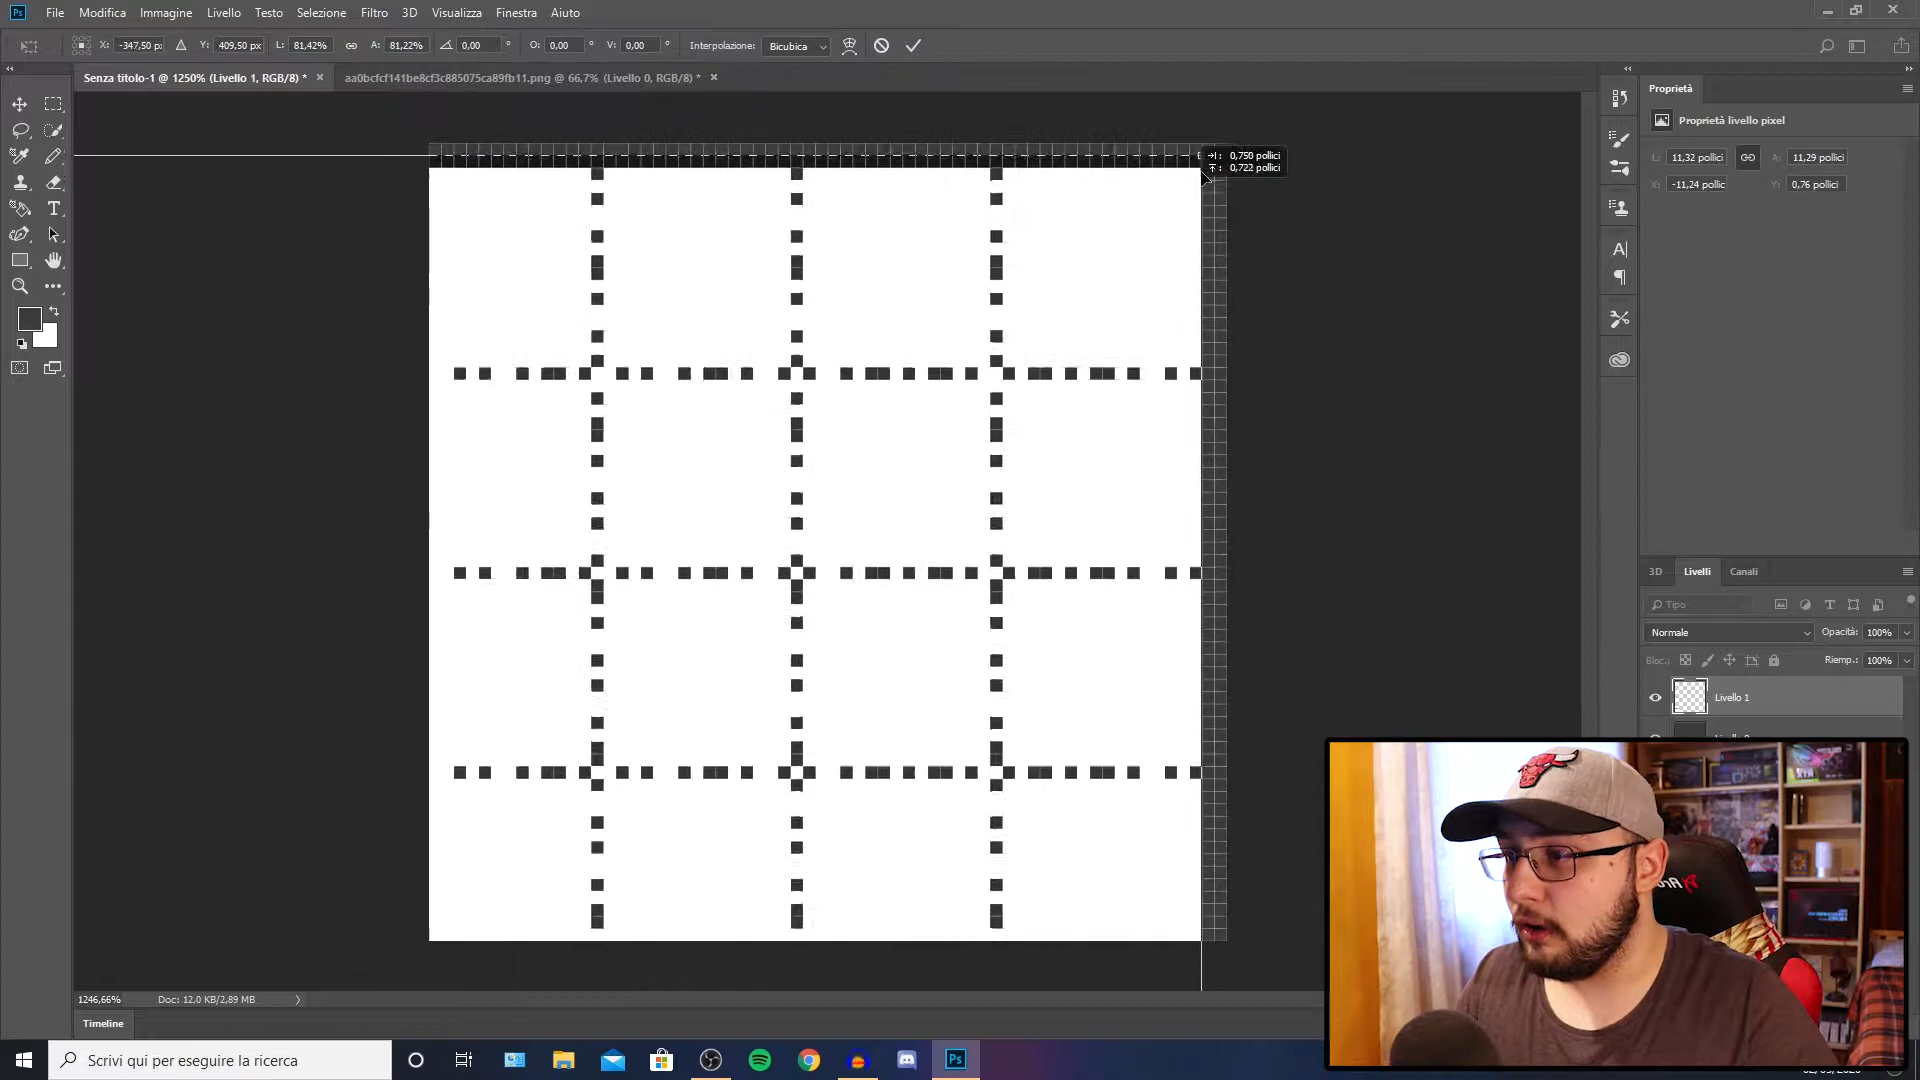 Ps File Modifica Immagine Livello Testo Selezione Filtro 3D Visualizza Finestra Aiuto
X: -347,50 p: Y: 409,50 px L: 81,42% A: 81,22% 0,00 ° O: 0,00 ° V: 0,00 ° Interpolazione: Bicubica
Senza titolo-1 @ 1250% (Livello 1, RGB/8) * × aa0bcfcf141be8cf3c885075ca89fb11.png @ 66,7% (Livello 0, RGB/8) * ×
Proprietà
Proprietà livello pixel
L: 11,32 pollici A: 11,29 pollici
X: -11,24 pollic Y: 0,76 pollici
0,750 pollici
0,722 pollici
3D Livelli Canali
Tipo
Normale Opacità: 100%
Bloc.: Riemp.: 100%
Livello 1
1246,66% Doc: 12,0 KB/2,89 MB
Timeline
Scrivi qui per eseguire la ricerca
Ps